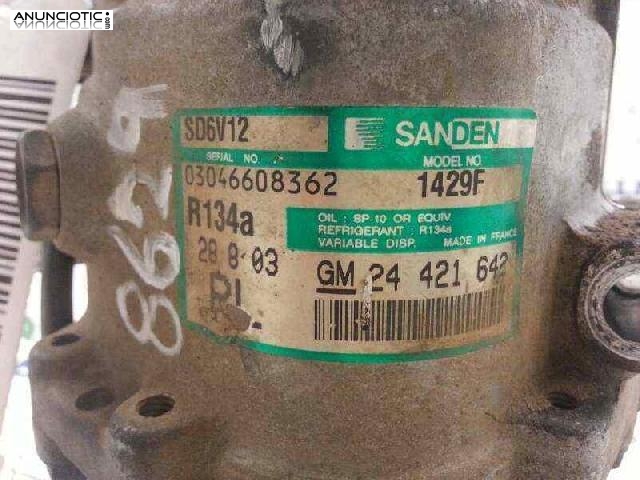 ANUNCIOTIC
.com
8629
SD6V12
SANDEN
SERIAL NO.
MODEL NO.
03046608362
1429F
R134a
OIL : SP 10 OR EQUIV.
REFRIGERANT : R134a
VARIABLE DISP. MADE IN FRANCE
28 8 03
GM 24 421 642